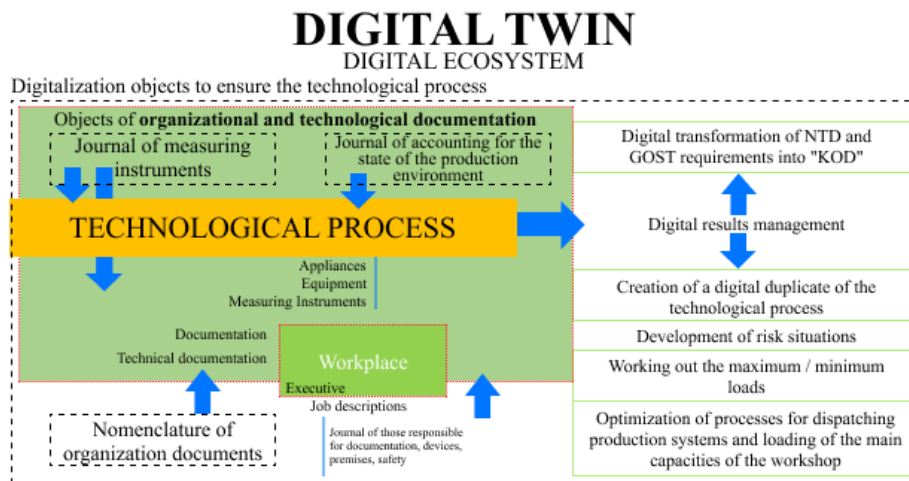 DIGITAL TWIN
DIGITAL ECOSYSTEM
Digitalization objects to ensure the technological process
Objects of organizational and technological documentation
Journal of measuring
instruments
Journal of accounting for the
state of the production
environment
TECHNOLOGICAL PROCESS
Appliances
Equipment
Measuring Instruments
Documentation
Technical documentation
Workplace
Executive
Job descriptions
Journal of those responsible
for documentation, devices,
premises, safety
Nomenclature of
organization documents
Digital transformation of NTD and
GOST requirements into "KOD"
Digital results management
Creation of a digital duplicate of the
technological process
Development of risk situations
Working out the maximum / minimum
loads
Optimization of processes for dispatching
production systems and loading of the main
capacities of the workshop